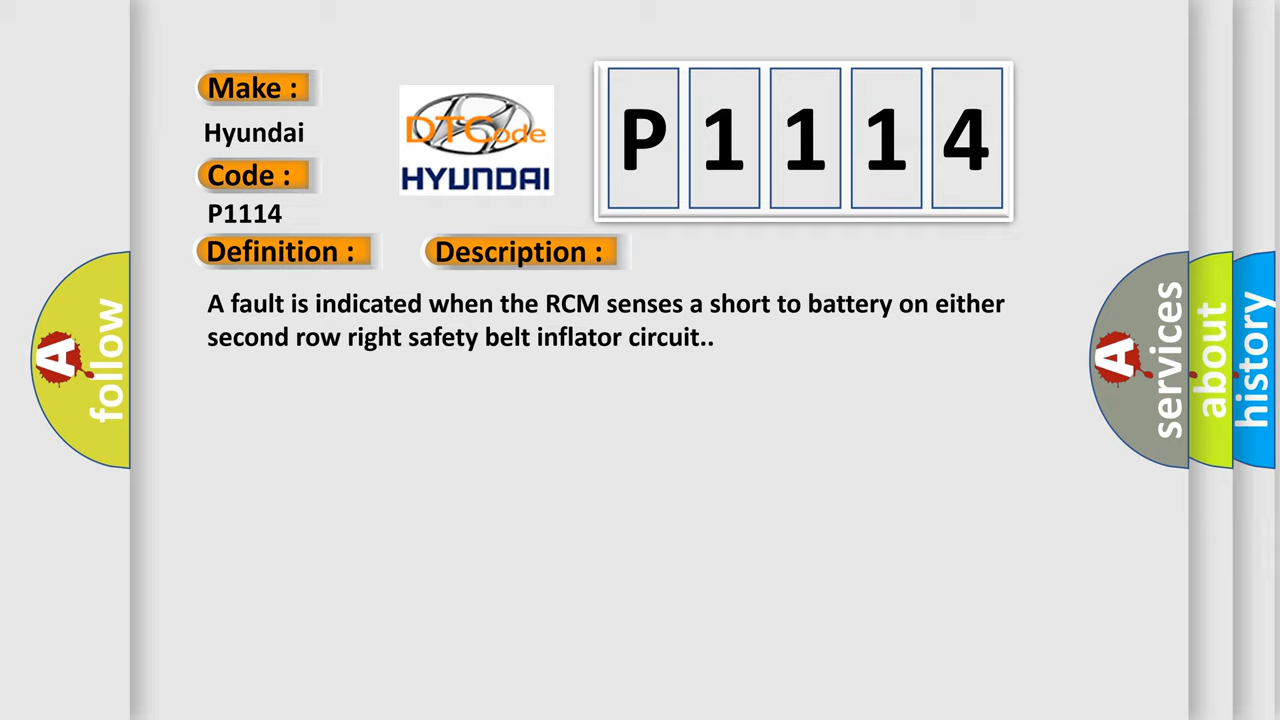 Make :
Hyundai
Code :
P1114
Definition :
Description :
A fault is indicated when the RCM senses a short to battery on either
second row right safety belt inflator circuit..
DTCode
HYUNDAI
P 1 1 1 4
A follow
A services
about
history